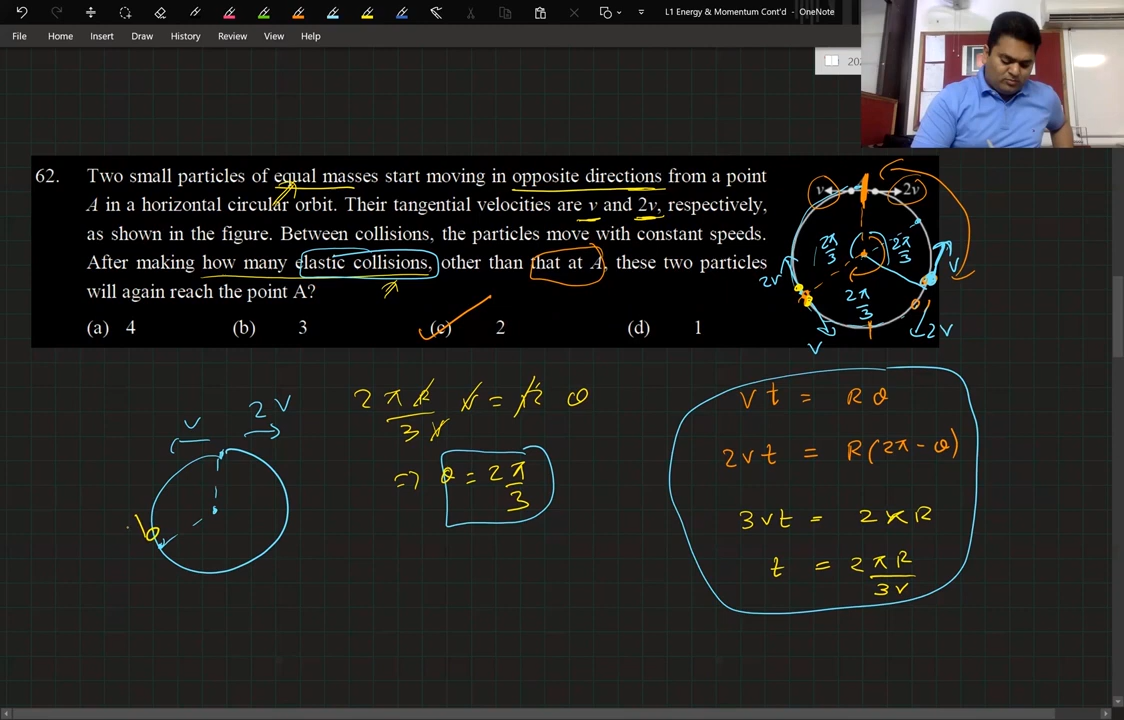 L1 Energy & Momentum Cont'd - OneNote
File Home Insert Draw History Review View Help
62. Two small particles of equal masses start moving in opposite directions from a point
A in a horizontal circular orbit. Their tangential velocities are v and 2v, respectively,
as shown in the figure. Between collisions, the particles move with constant speeds.
After making how many elastic collisions, other than that at A, these two particles
will again reach the point A?
(a) 4 (b) 3 (c) 2 (d) 1
v 2v
2π/3 2π/3
2π/3
2V V
V 2V
V 2V
2πR/3V V = R θ
=> θ = 2π/3
vt = Rθ
2vt = R(2π - θ)
3vt = 2πR
t = 2πR/3V